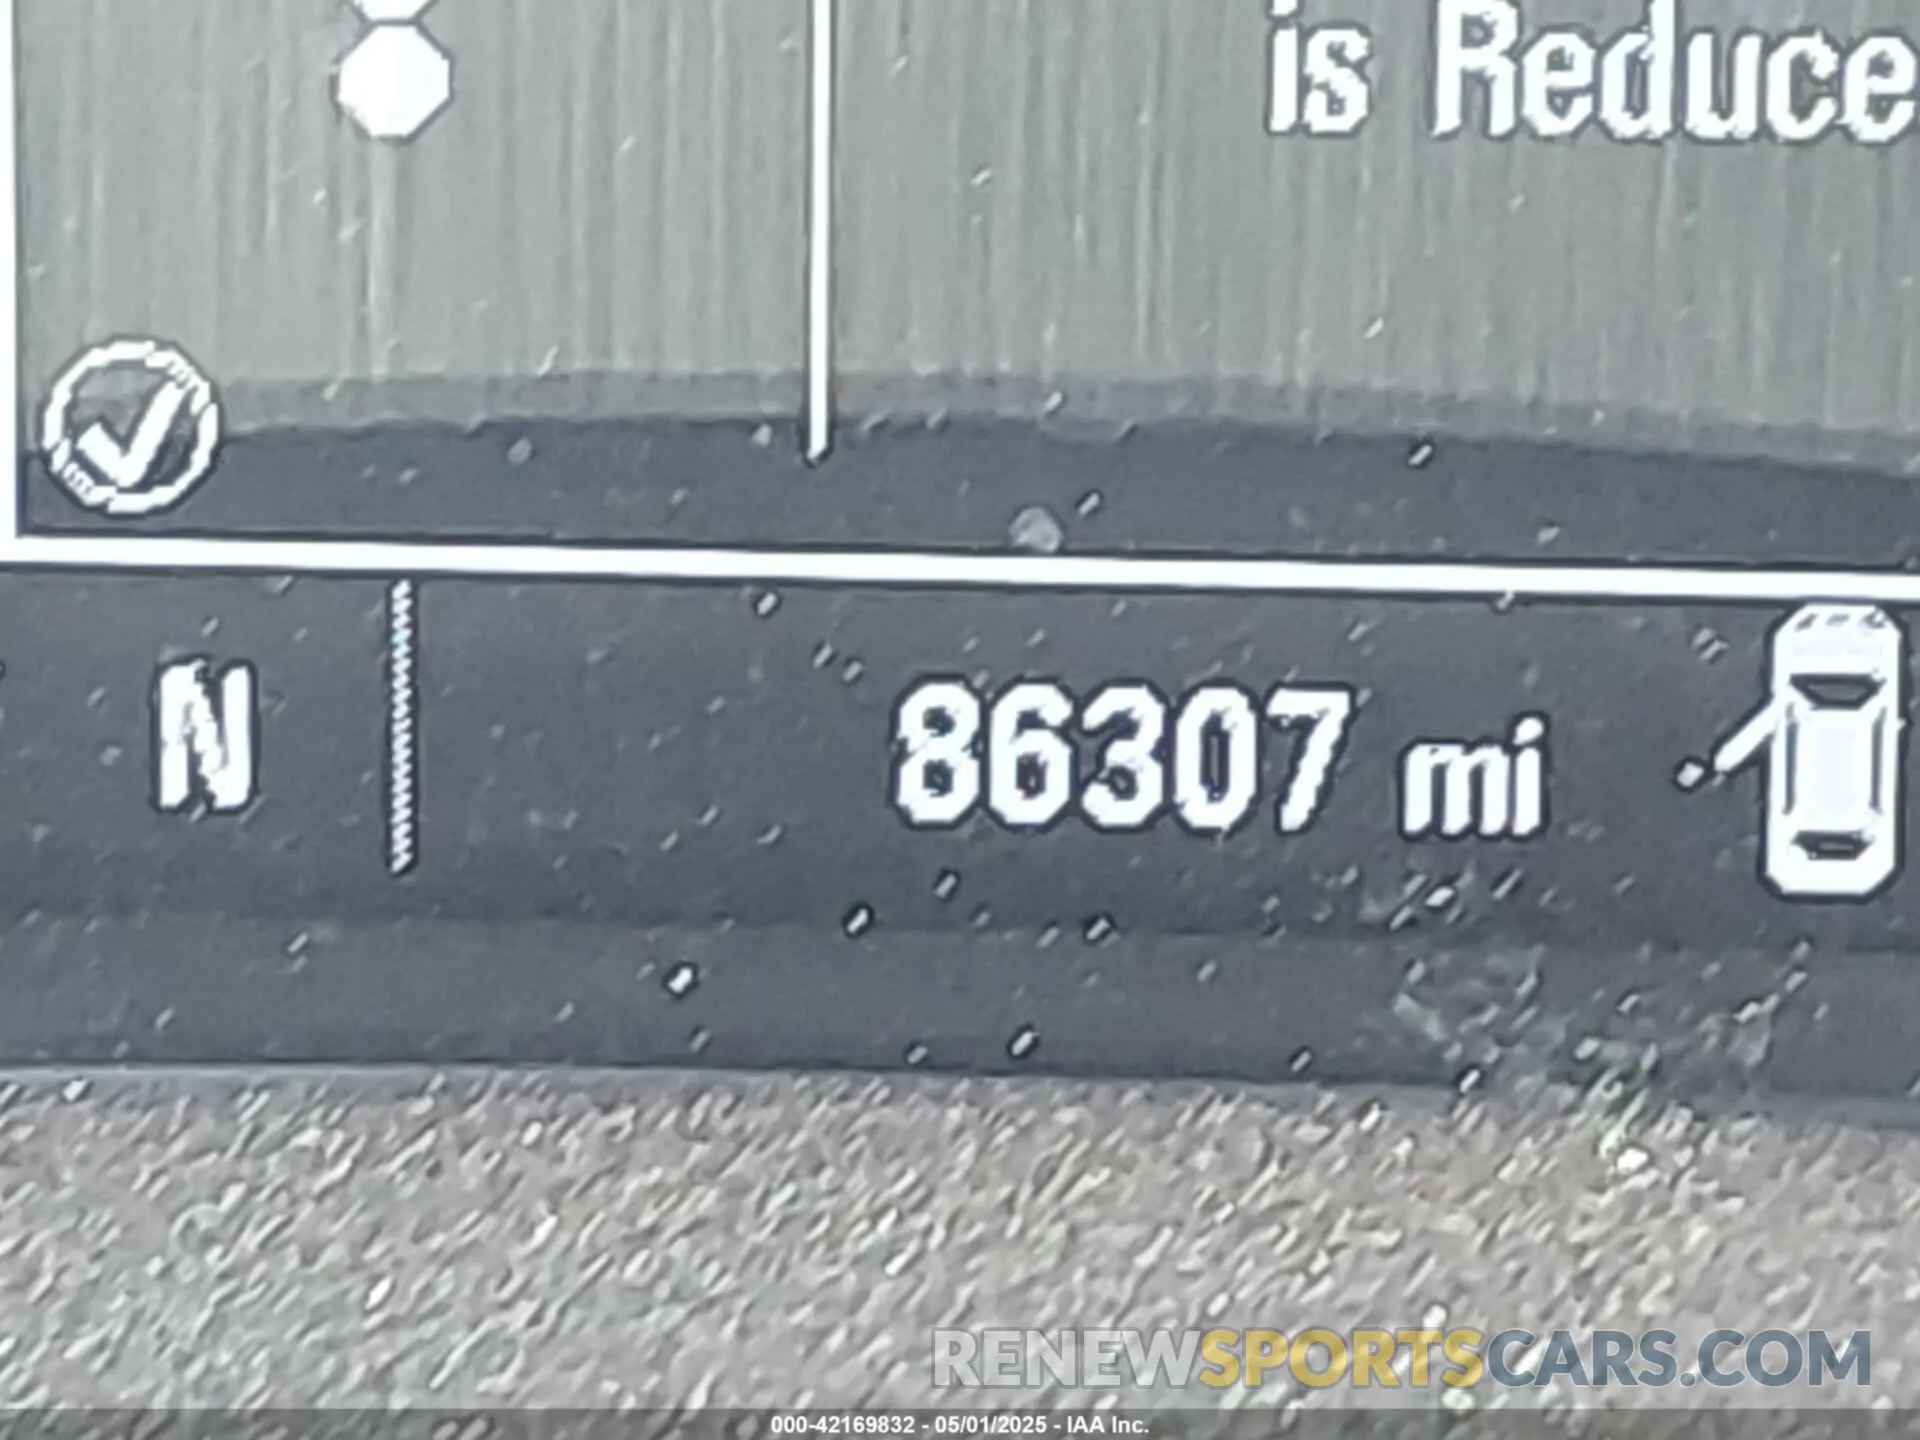 is Reduce
N
86307 mi
RENEWSPORTSCARS.COM
000-42169832 - 05/01/2025 - IAA Inc.